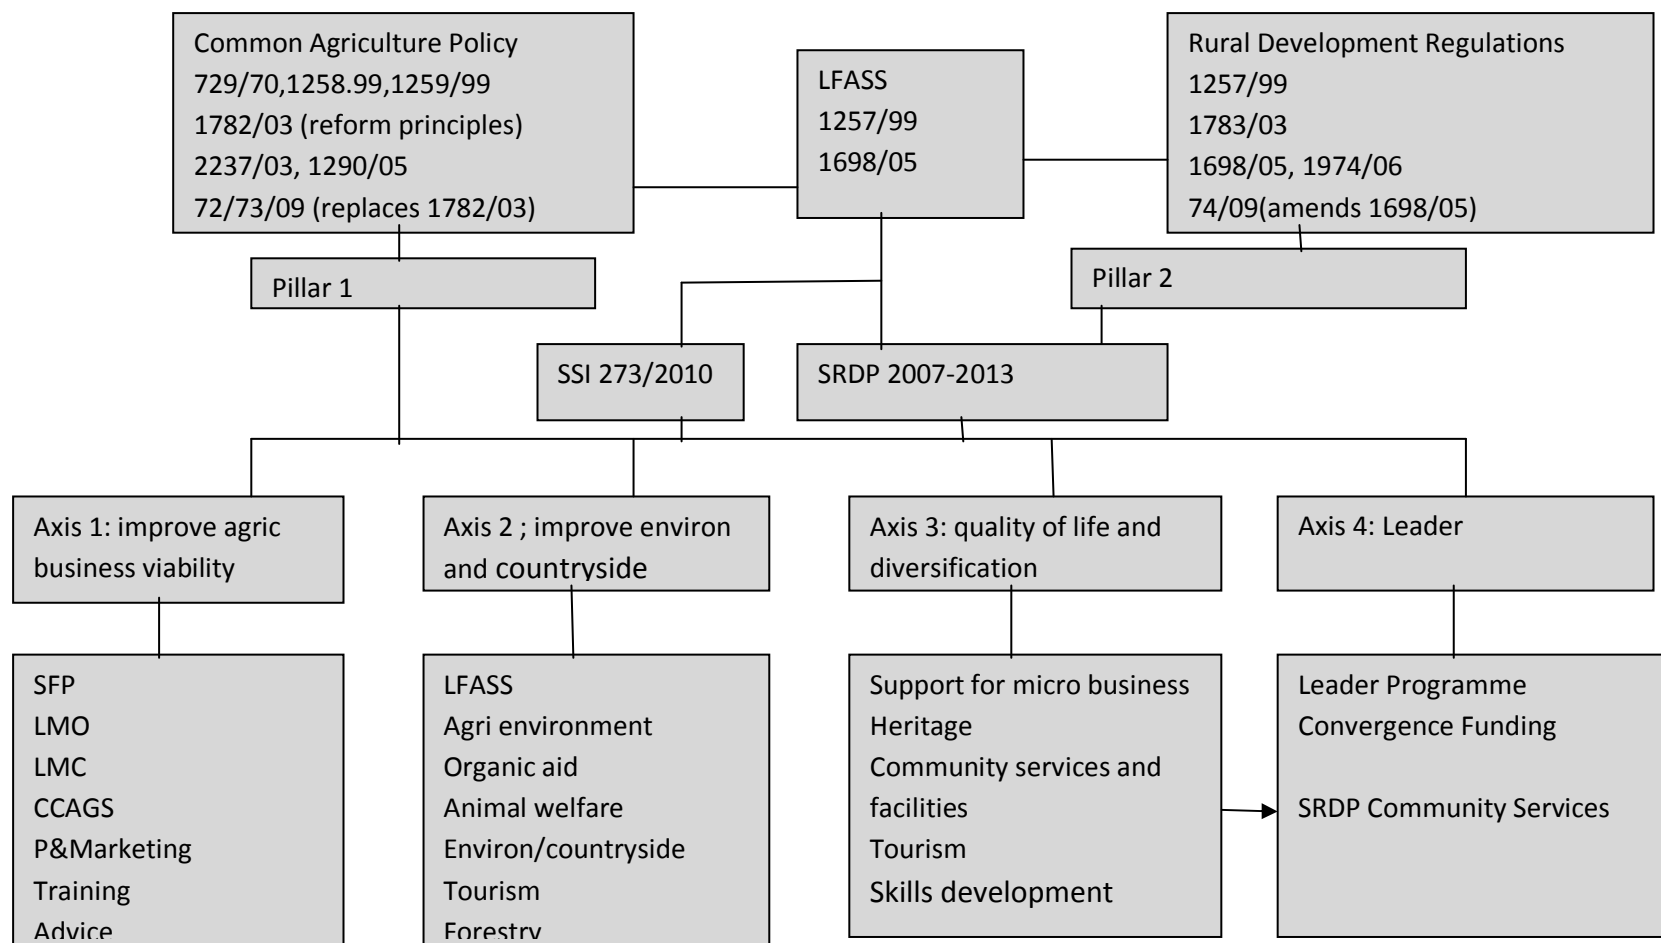 Common Agriculture Policy
729/70,1258.99,1259/99
1782/03 (reform principles)
2237/03, 1290/05
72/73/09 (replaces 1782/03)
LFASS
1257/99
1698/05
Rural Development Regulations
1257/99
1783/03
1698/05, 1974/06
74/09(amends 1698/05)
Pillar 1
Pillar 2
SSI 273/2010
SRDP 2007-2013
Axis 1: improve agric
business viability
Axis 2 ; improve environ
and countryside
Axis 3: quality of life and
diversification
Axis 4: Leader
SFP
LMO
LMC
CCAGS
P&Marketing
Training
Advice
LFASS
Agri environment
Organic aid
Animal welfare
Environ/countryside
Tourism
Forestry
Support for micro business
Heritage
Community services and
facilities
Tourism
Skills development
Leader Programme
Convergence Funding
SRDP Community Services